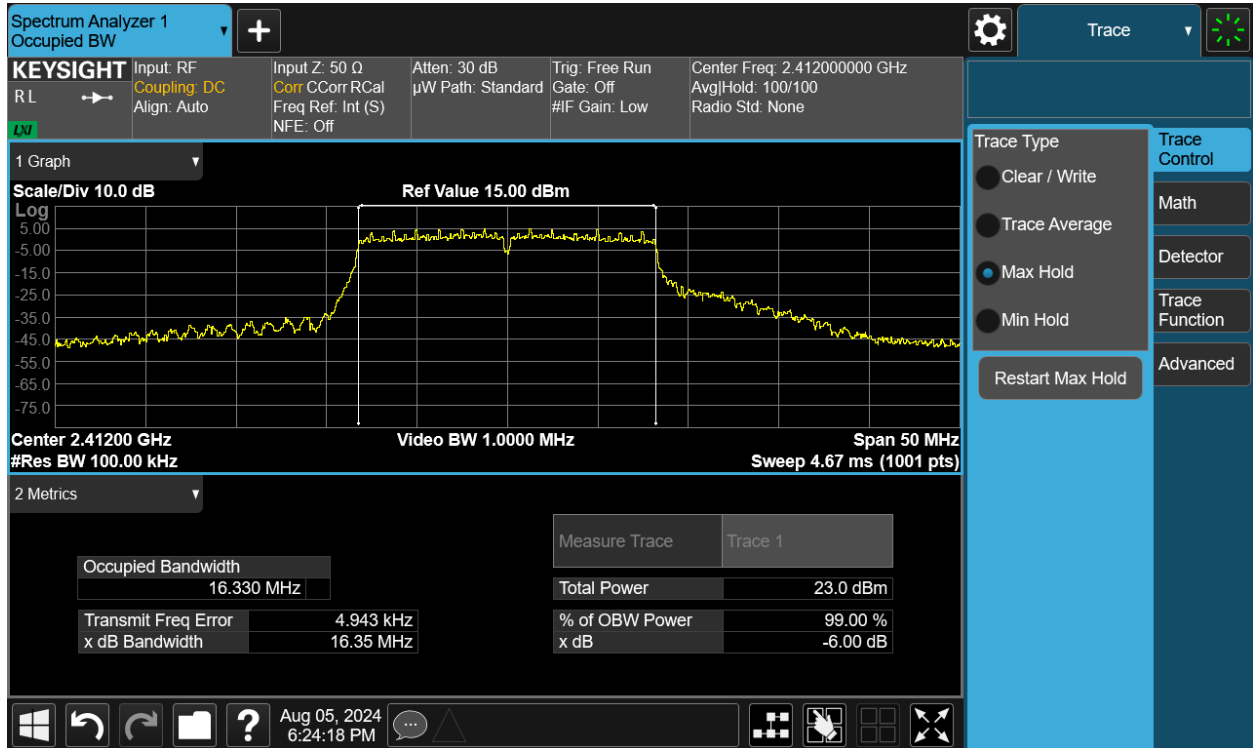 Spectrum Analyzer 1
Occupied BW
+
Trace
KEYSIGHT
R L
LXI
Input: RF
Coupling: DC
Align: Auto
Input Z: 50 Ω
Corr CCorr RCal
Freq Ref: Int (S)
NFE: Off
Atten: 30 dB
µW Path: Standard
Trig: Free Run
Gate: Off
#IF Gain: Low
Center Freq: 2.412000000 GHz
Avg|Hold: 100/100
Radio Std: None
1 Graph
Scale/Div 10.0 dB
Ref Value 15.00 dBm
Log
5.00
-5.00
-15.0
-25.0
-35.0
-45.0
-55.0
-65.0
-75.0
Center 2.41200 GHz
Video BW 1.0000 MHz
Span 50 MHz
#Res BW 100.00 kHz
Sweep 4.67 ms (1001 pts)
2 Metrics
Measure Trace
Trace 1
Occupied Bandwidth
16.330 MHz
Total Power
23.0 dBm
Transmit Freq Error
4.943 kHz
% of OBW Power
99.00 %
x dB Bandwidth
16.35 MHz
x dB
-6.00 dB
Trace Type
Clear / Write
Trace Average
Max Hold
Min Hold
Restart Max Hold
Trace
Control
Math
Detector
Trace
Function
Advanced
?
Aug 05, 2024
6:24:18 PM